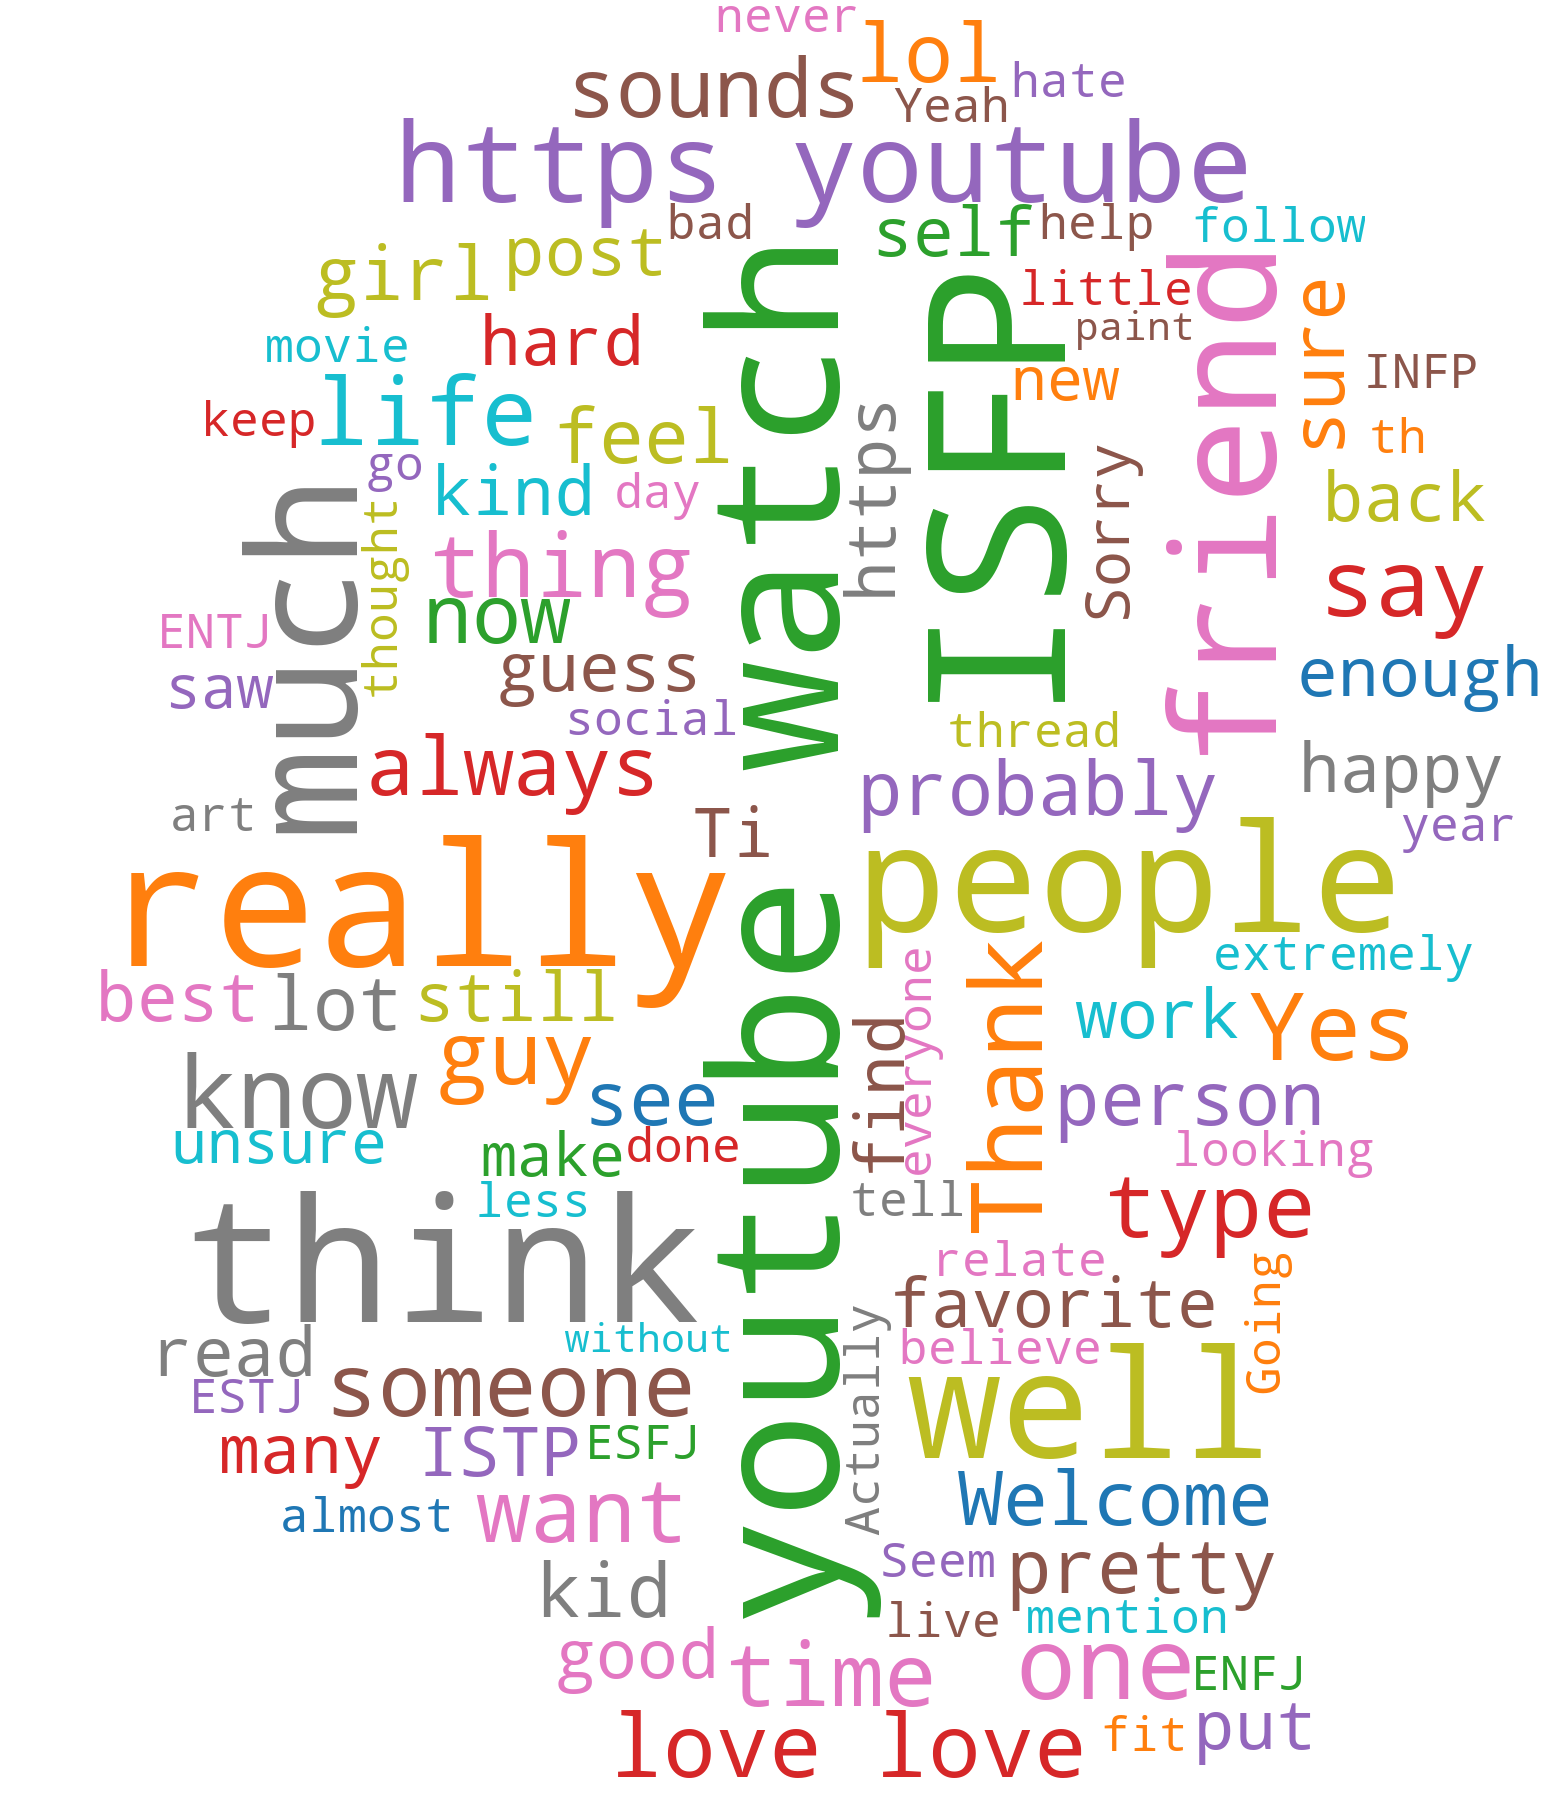 never
lol
sounds
Yeah
hate
https youtube
bad
self
help
follow
girl
post
little
paint
movie
hard
watch youtube
ISFP
friend
sure
new
INFP
keep
life
feel
https
Sorry
th
go
kind
day
back
much
thought
thing
now
say
ENTJ
saw
guess
social
enough
thread
always
probably
happy
art
Ti
year
really
people
extremely
best
lot
still
find
everyone
Thank
work
Yes
know
guy
see
person
unsure
make
done
looking
less
tell
type
think
relate
Going
favorite
read
without
believe
Actually
well
ESTJ
someone
many
ISTP
ESFJ
almost
want
Welcome
kid
Seem
pretty
live
mention
good
time
one
ENFJ
love love
fit
put